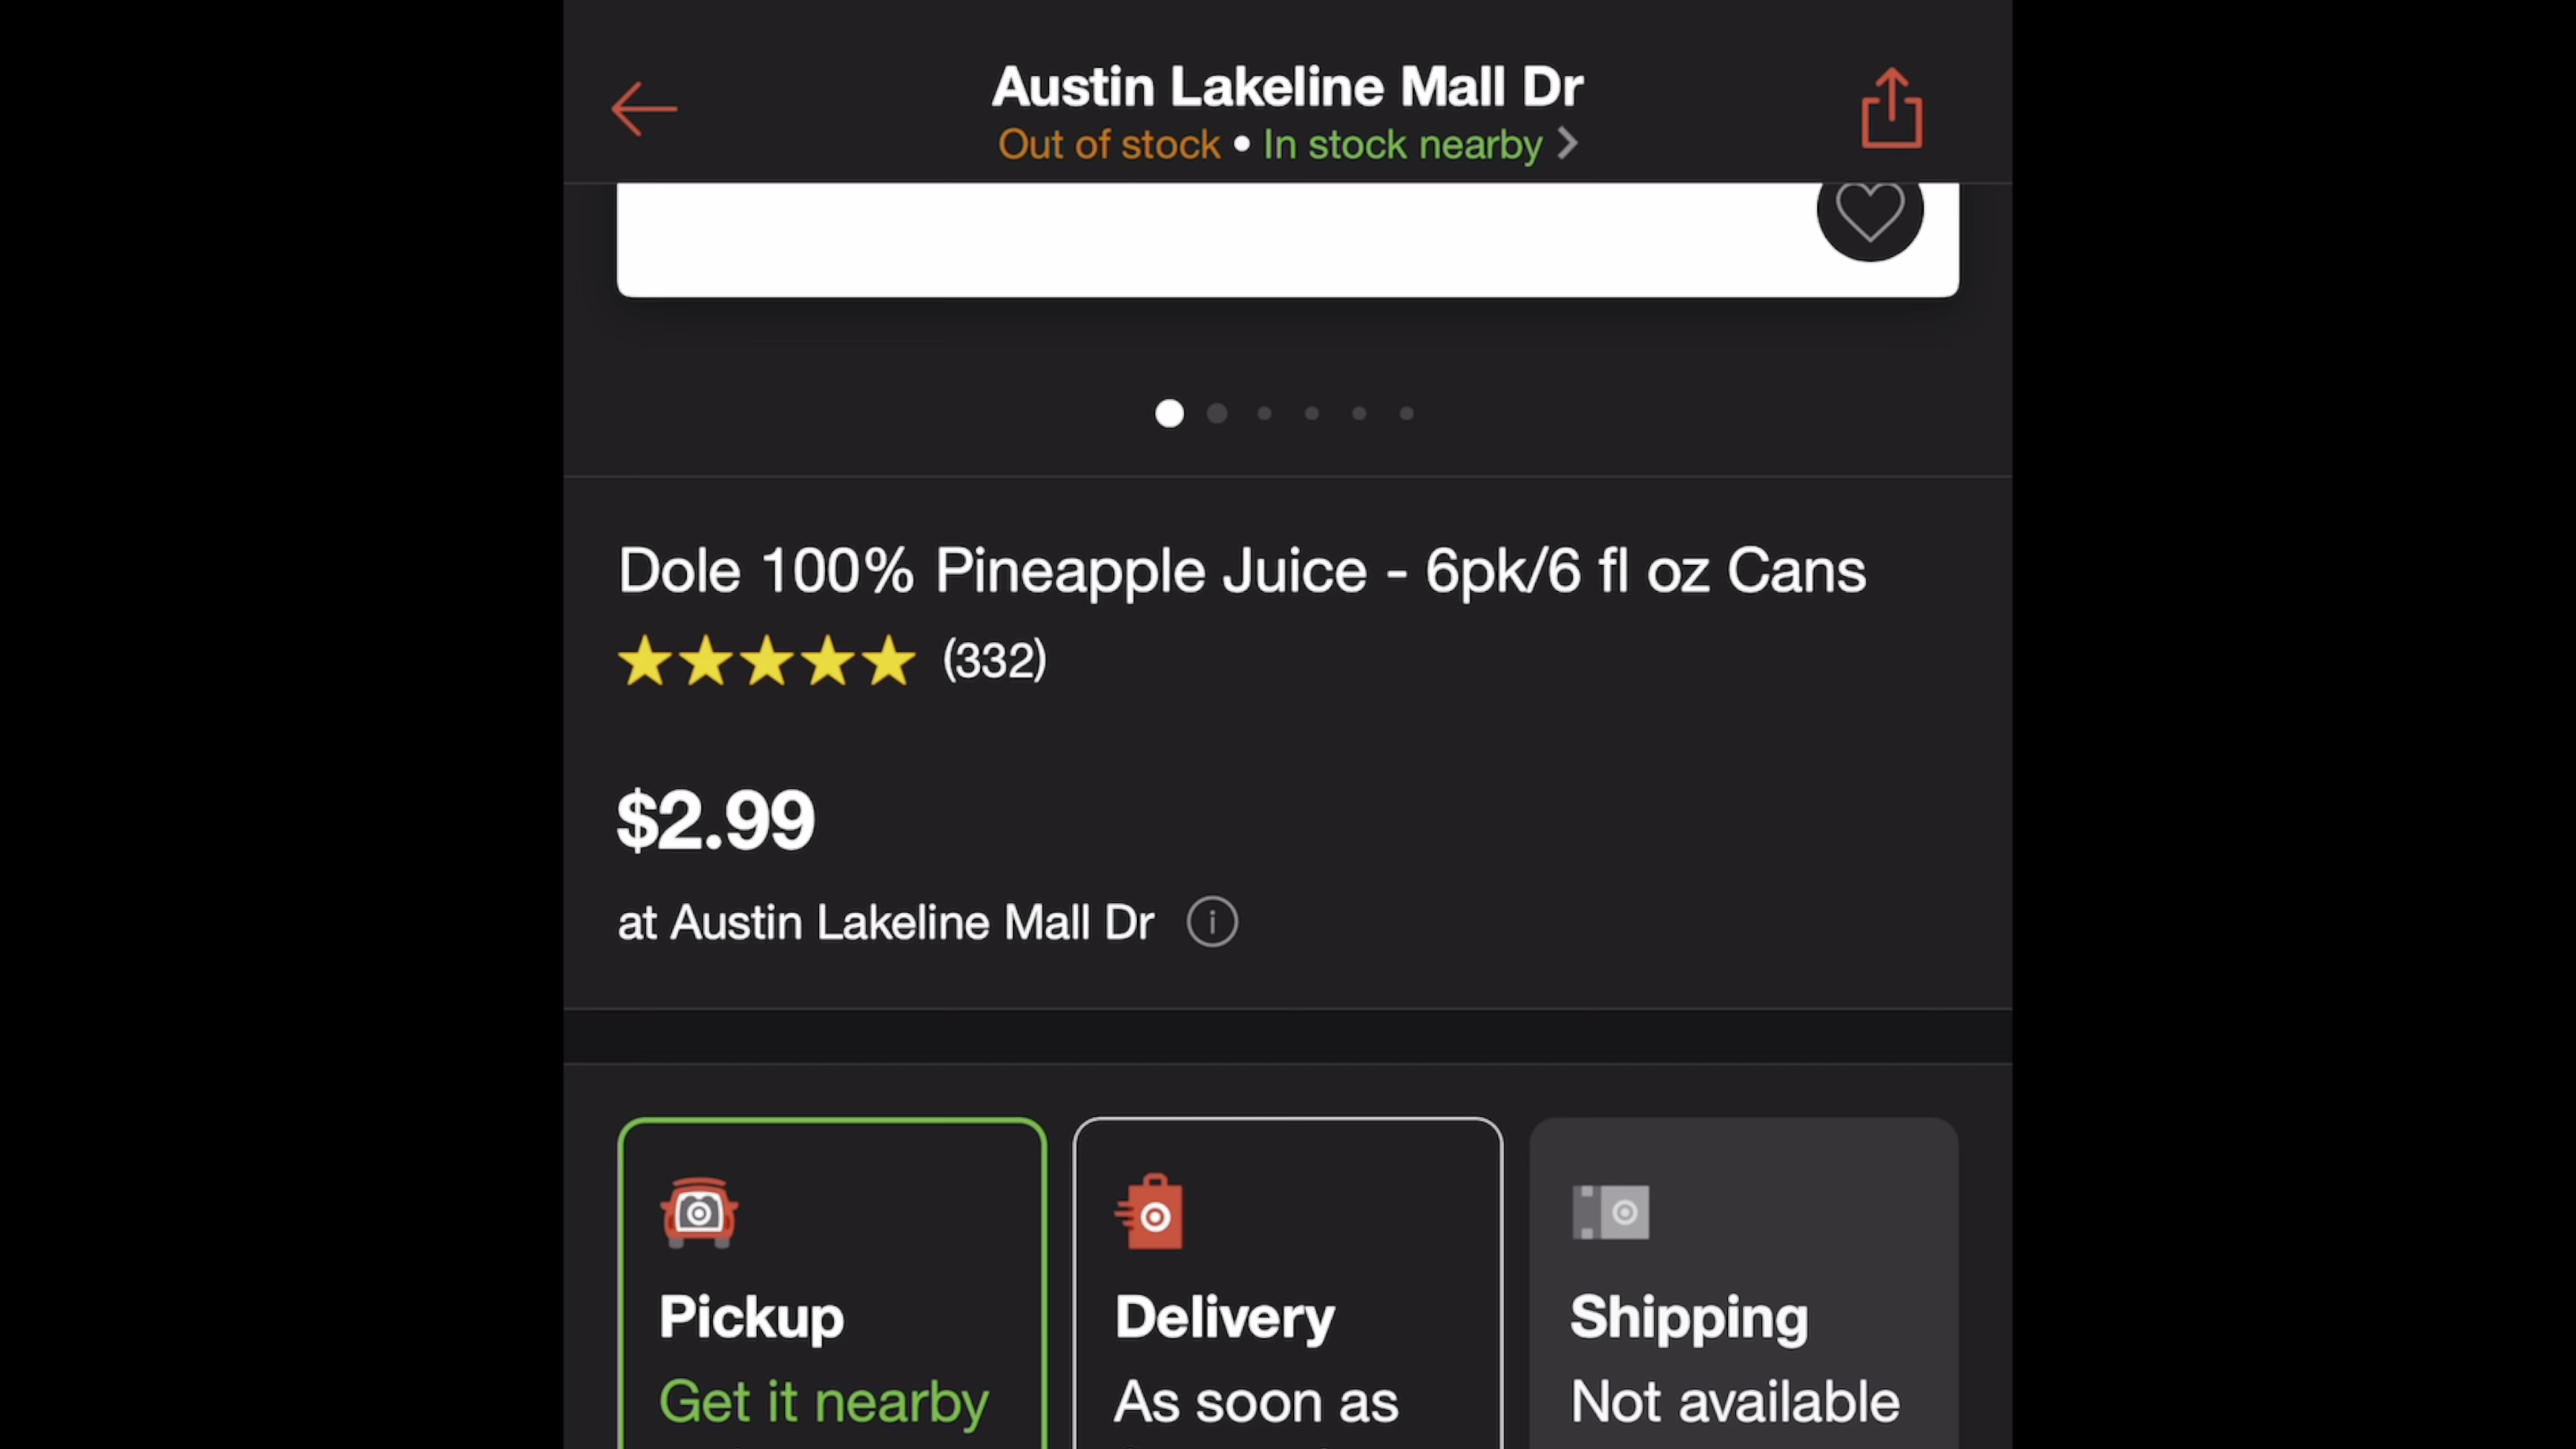 Austin Lakeline Mall Dr
Out of stock • In stock nearby
Dole 100% Pineapple Juice - 6pk/6 fl oz Cans
(332)
$2.99
at Austin Lakeline Mall Dr
Pickup
Delivery
Shipping
Get it nearby
As soon as
Not available